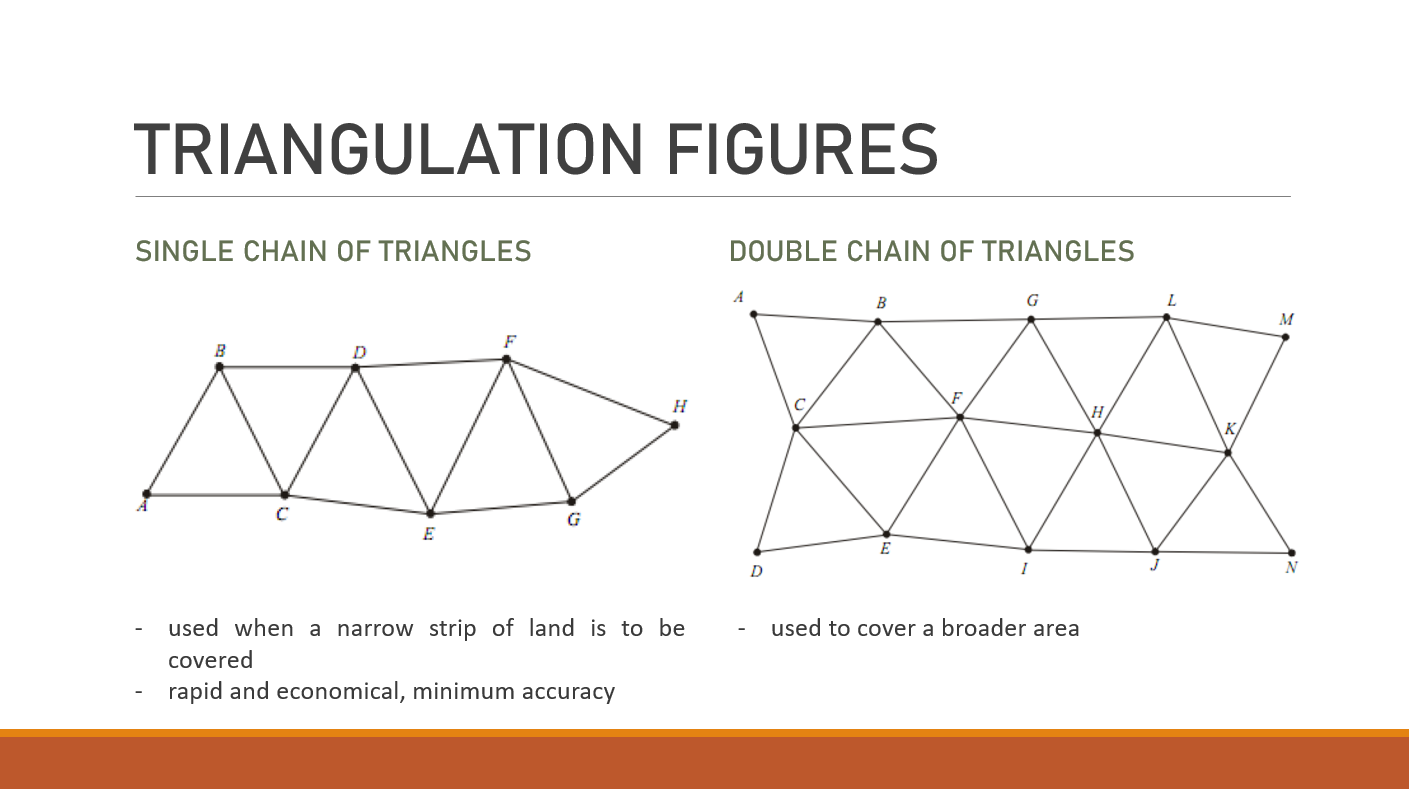 TRIANGULATION FIGURES
SINGLE CHAIN OF TRIANGLES
B
D
F
H
A
C
E
G
- used when a narrow strip of land is to be
covered
- rapid and economical, minimum accuracy
DOUBLE CHAIN OF TRIANGLES
A
B
G
L
M
C
F
H
K
D
E
I
J
N
- used to cover a broader area